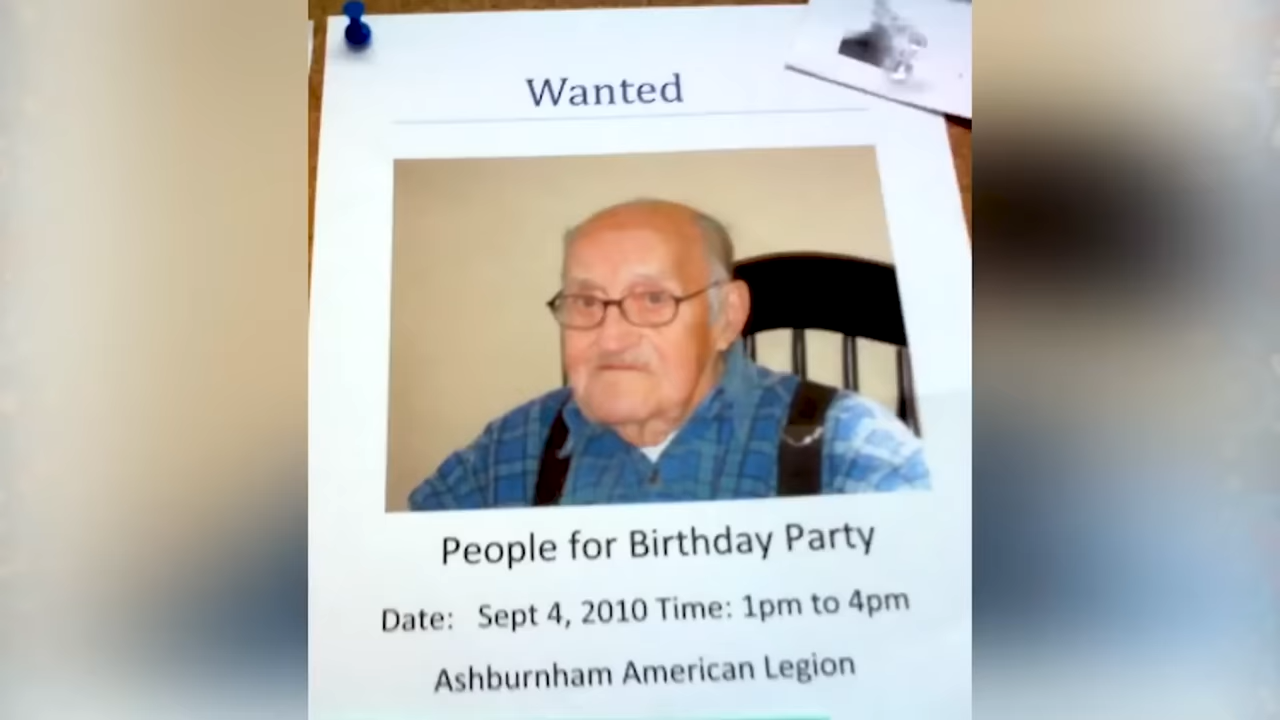 Wanted
People for Birthday Party
Date: Sept 4, 2010 Time: 1pm to 4pm
Ashburnham American Legion